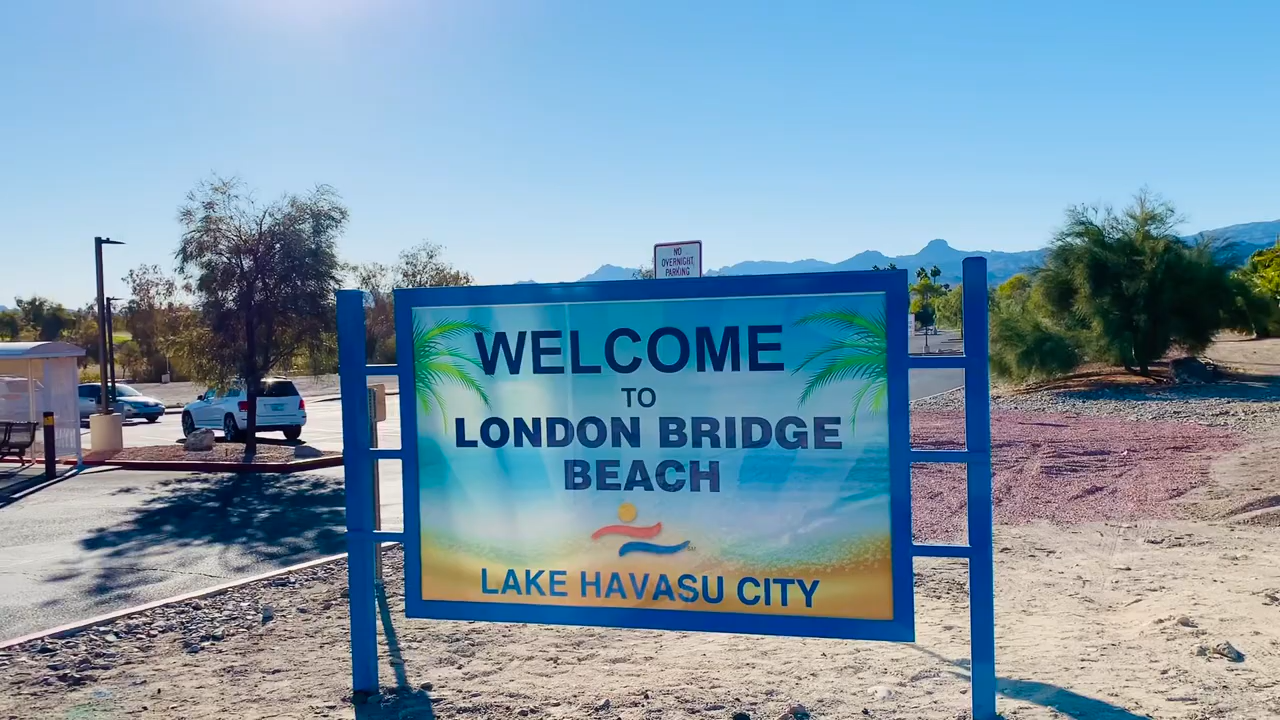 NO
OVERNIGHT
PARKING
WELCOME
TO
LONDON BRIDGE
BEACH
LAKE HAVASU CITY